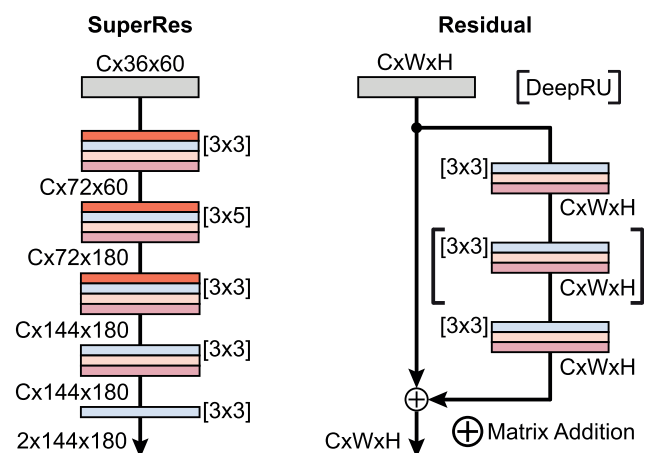 SuperRes
Cx36x60
[3x3]
Cx72x60
[3x5]
Cx72x180
[3x3]
Cx144x180
[3x3]
Cx144x180
[3x3]
2x144x180
Residual
CxWxH
[DeepRU]
[3x3]
CxWxH
[3x3]
CxWxH
[3x3]
CxWxH
Matrix Addition
CxWxH